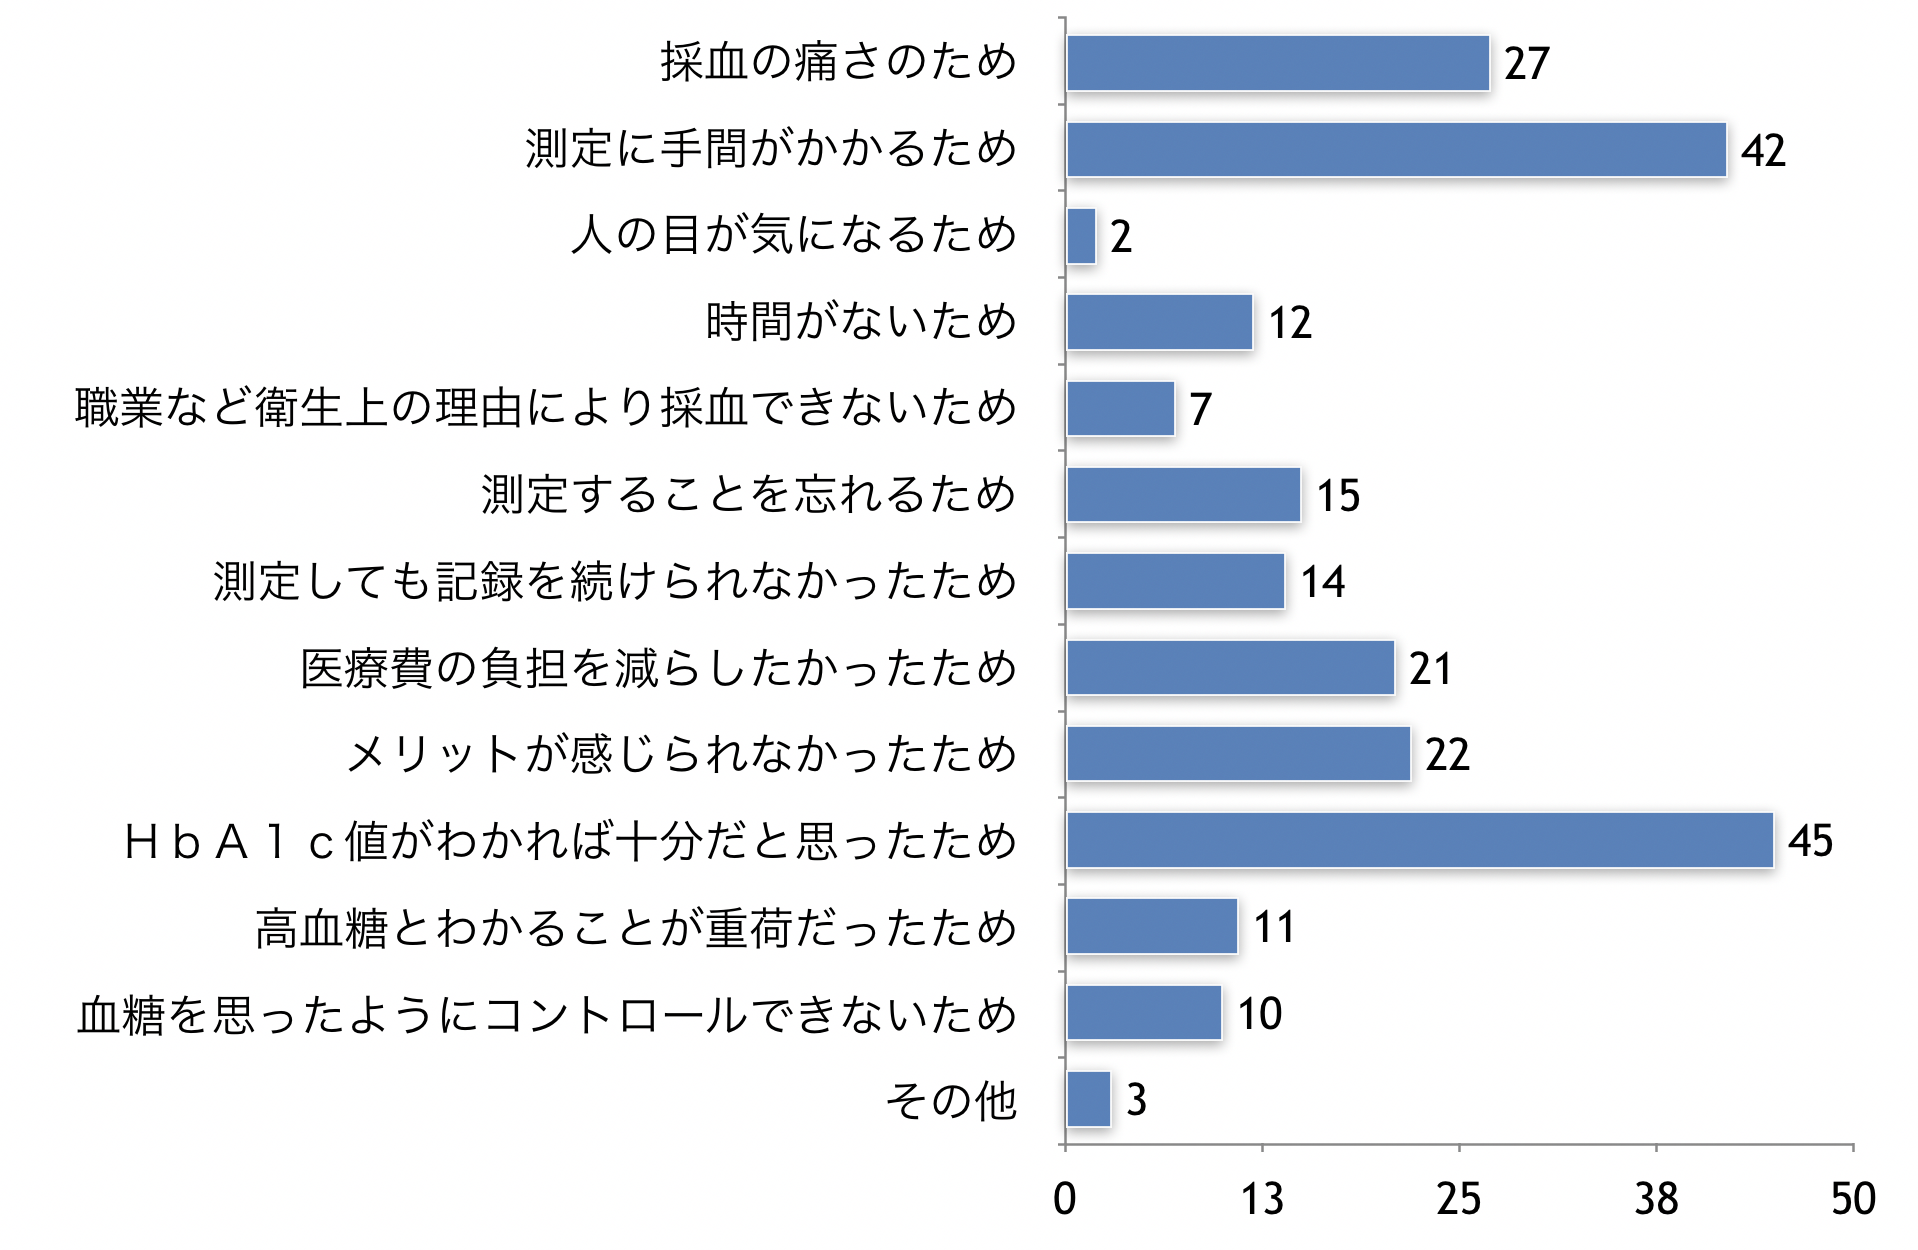 採血の痛さのため 27
測定に手間がかかるため 42
人の目が気になるため 2
時間がないため 12
職業など衛生上の理由により採血できないため 7
測定することを忘れるため 15
測定しても記録を続けられなかったため 14
医療費の負担を減らしたかったため 21
メリットが感じられなかったため 22
ＨｂＡ１ｃ値がわかれば十分だと思ったため 45
高血糖とわかることが重荷だったため 11
血糖を思ったようにコントロールできないため 10
その他 3
0 13 25 38 50